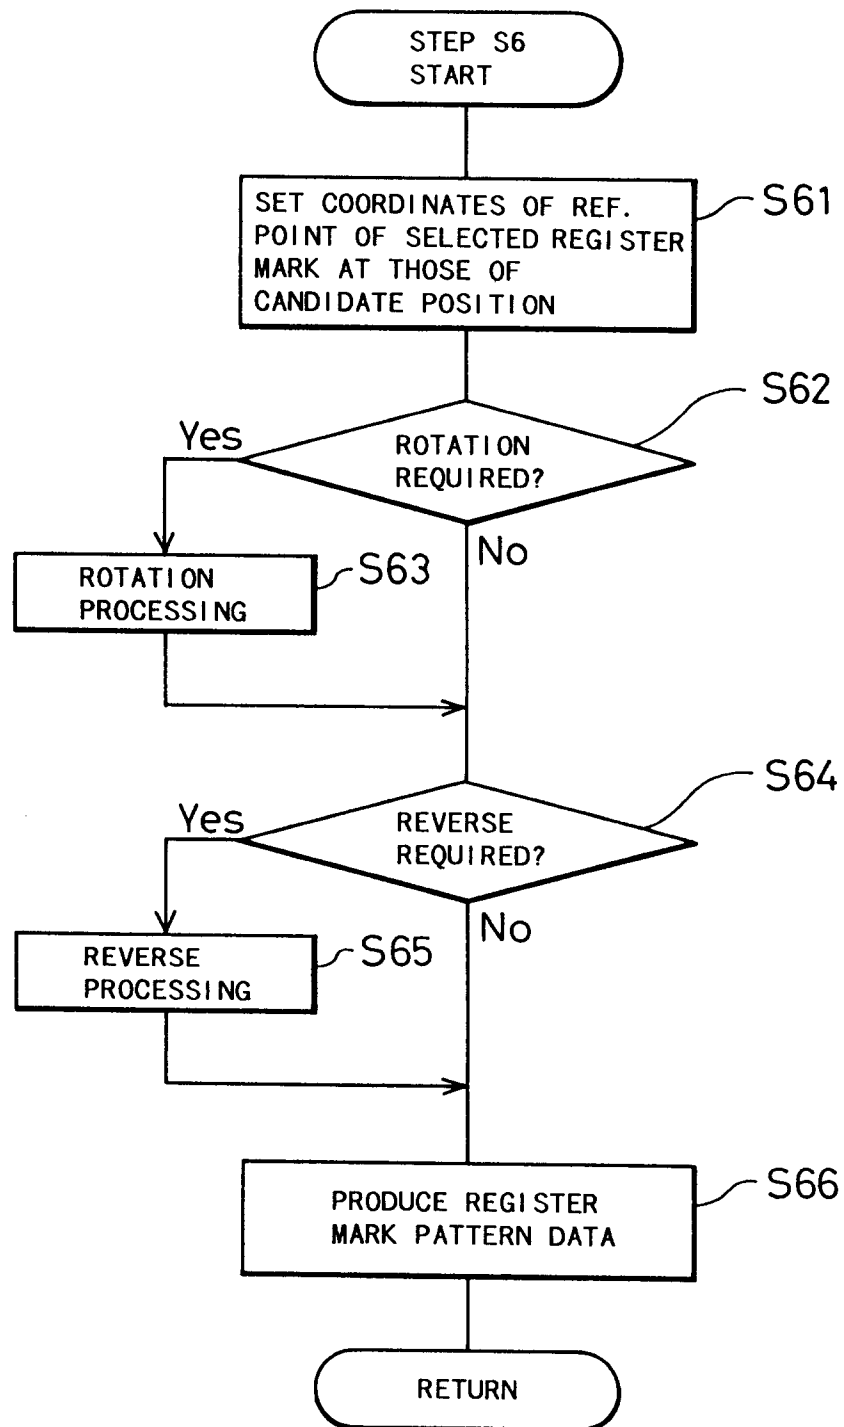 STEP S6
START
SET COORDINATES OF REF.
POINT OF SELECTED REGISTER
MARK AT THOSE OF
CANDIDATE POSITION
S61
S62
Yes
ROTATION
REQUIRED?
No
ROTATION
PROCESSING
S63
S64
Yes
REVERSE
REQUIRED?
No
REVERSE
PROCESSING
S65
PRODUCE REGISTER
MARK PATTERN DATA
S66
RETURN